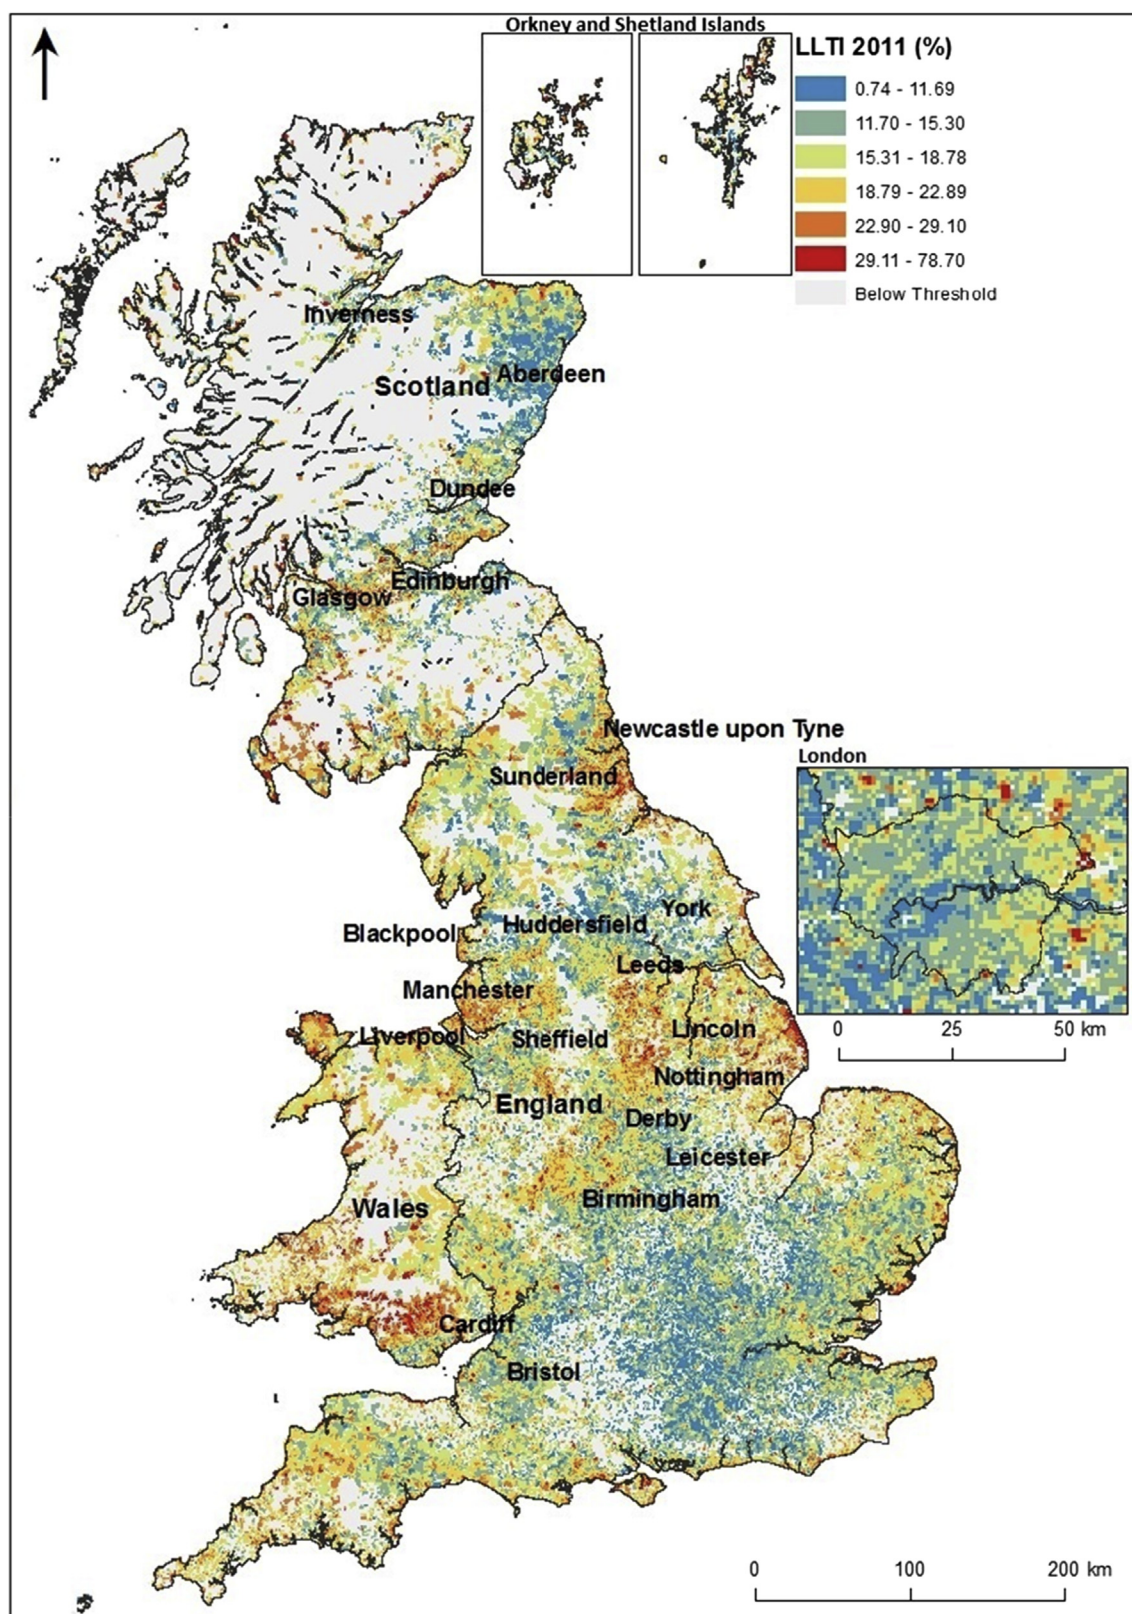 Orkney and Shetland Islands
LLTI 2011 (%)
0.74 - 11.69
11.70 - 15.30
15.31 - 18.78
18.79 - 22.89
22.90 - 29.10
29.11 - 78.70
Below Threshold
Inverness
Scotland
Aberdeen
Dundee
Edinburgh
Glasgow
Newcastle upon Tyne
London
Sunderland
York
Huddersfield
Blackpool
Leeds
Manchester
Lincoln
Liverpool
Sheffield
0 25 50 km
Nottingham
England
Derby
Leicester
Birmingham
Wales
Cardiff
Bristol
0 100 200 km